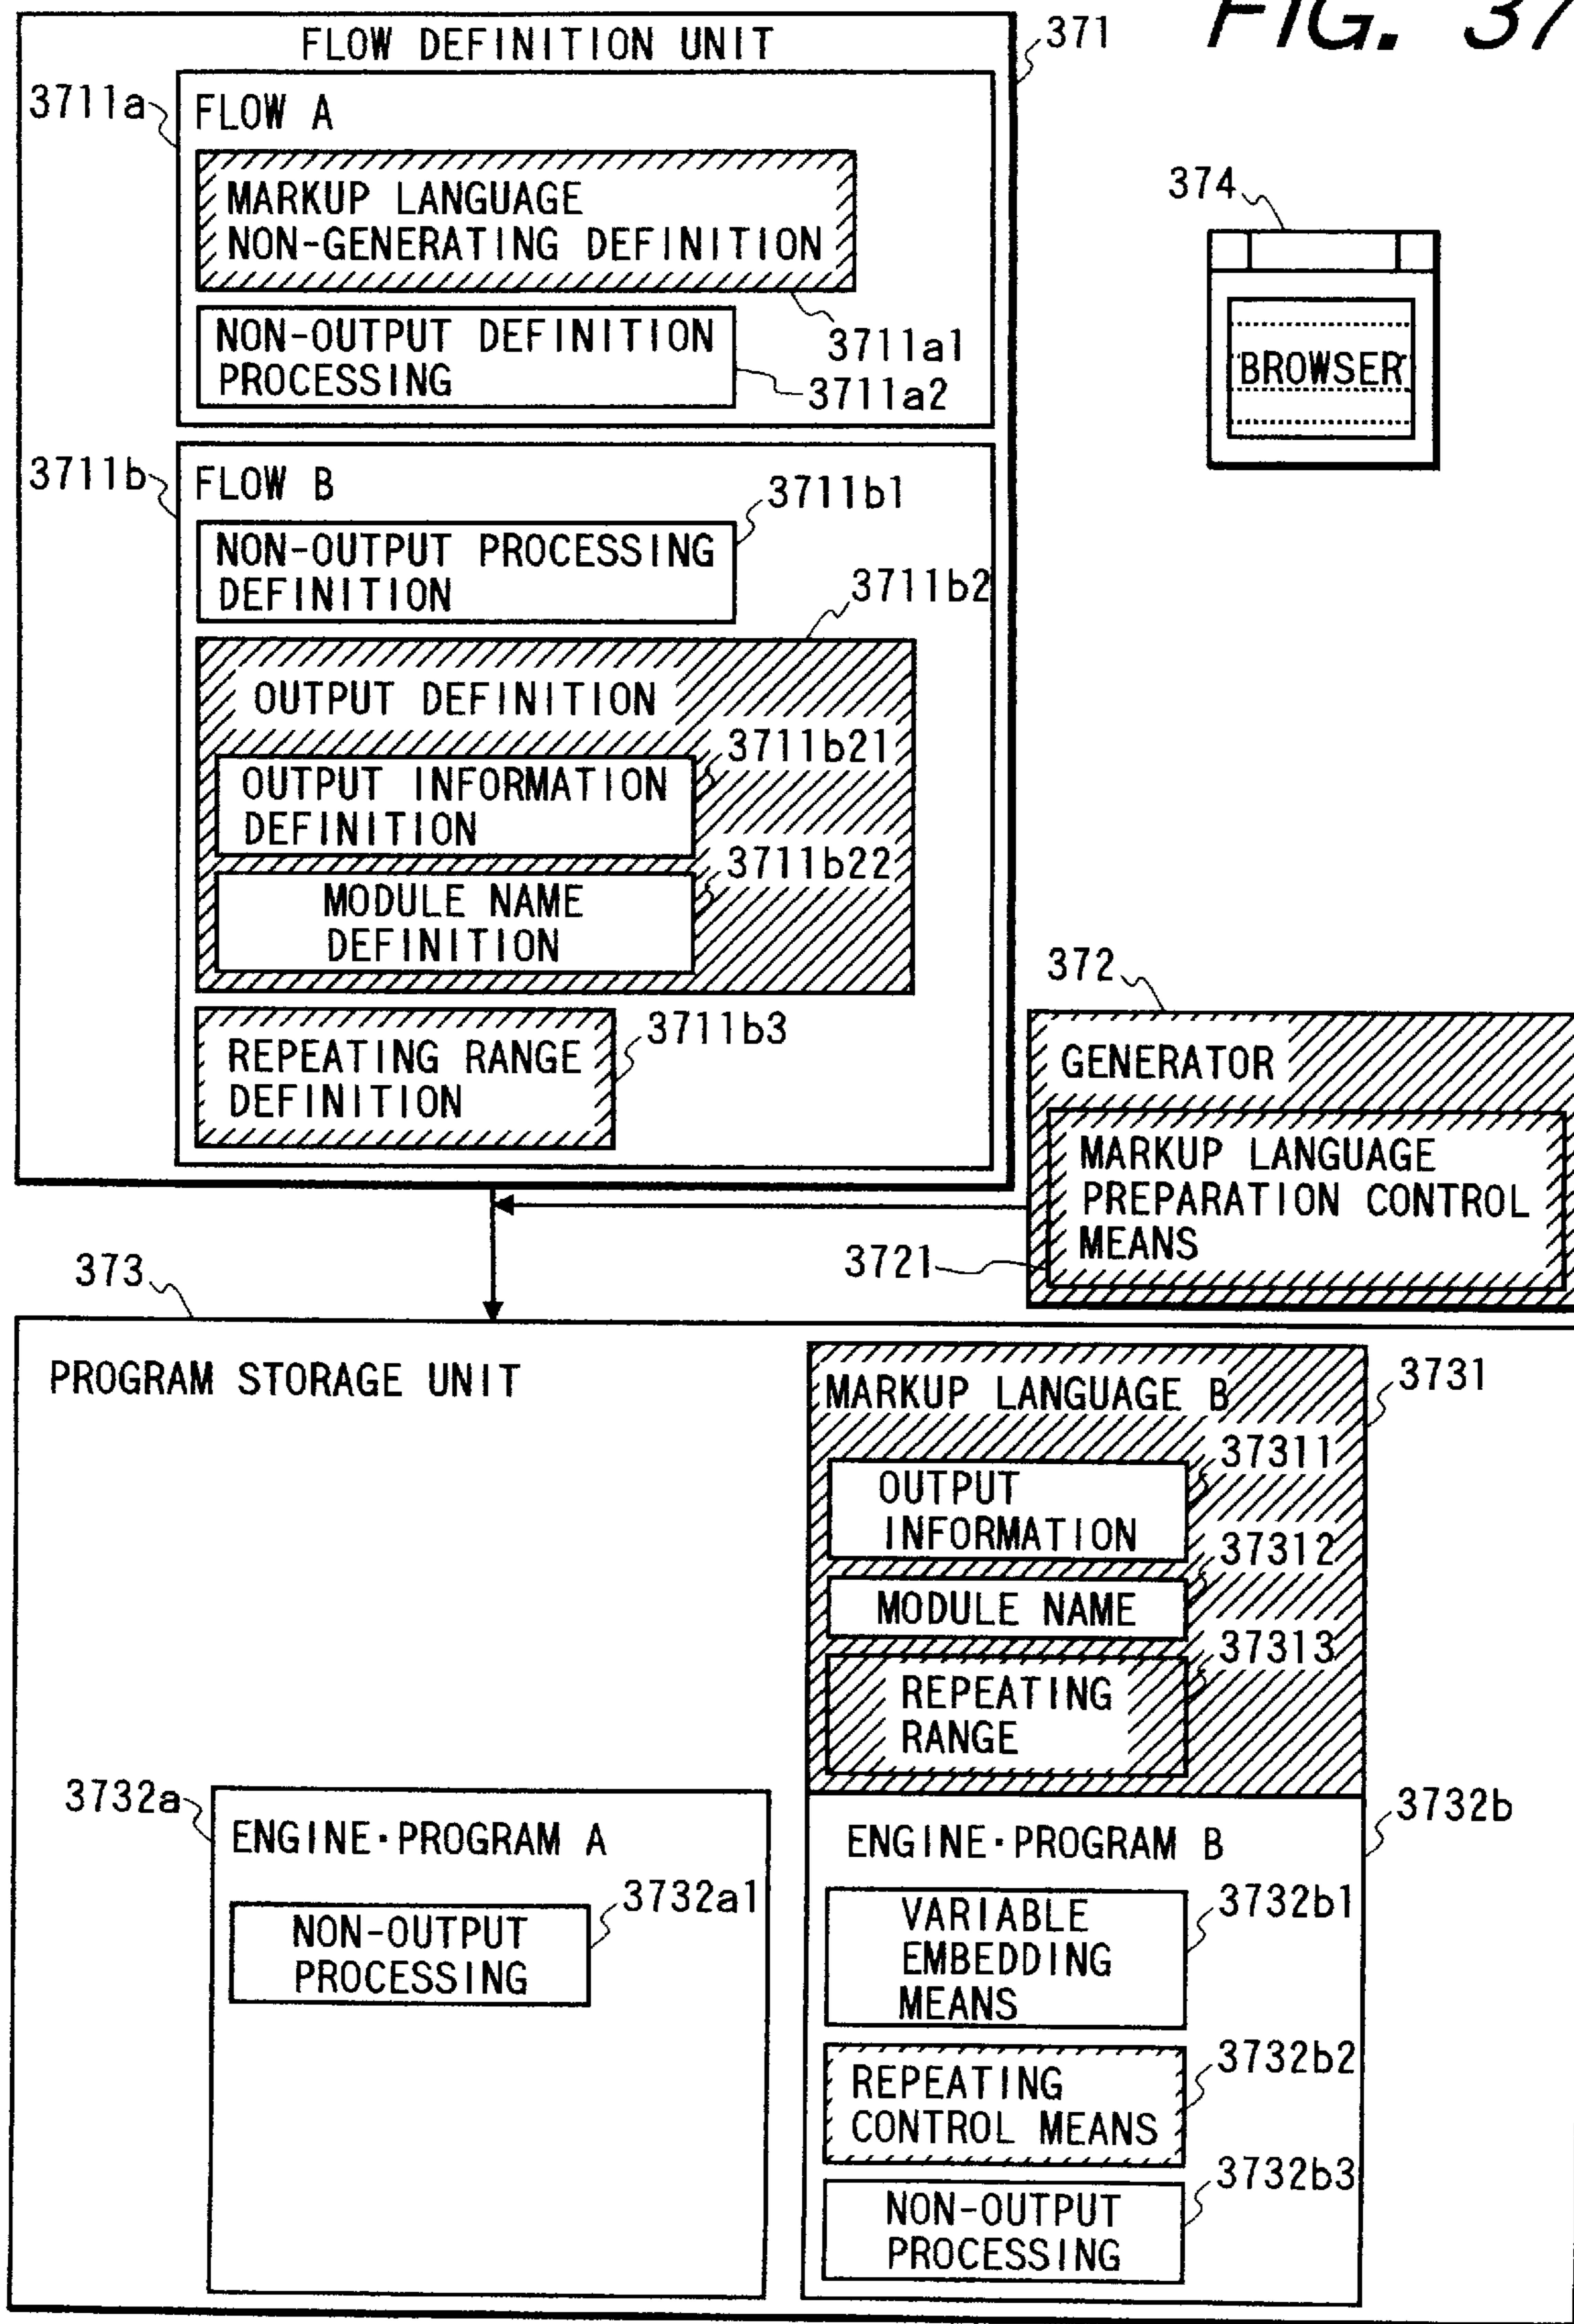 FIG. 37
FLOW DEFINITION UNIT
371
3711a
FLOW A
MARKUP LANGUAGE
NON-GENERATING DEFINITION
3711a1
NON-OUTPUT DEFINITION
PROCESSING
3711a2
374
BROWSER
3711b
FLOW B
3711b1
NON-OUTPUT PROCESSING
DEFINITION
3711b2
OUTPUT DEFINITION
3711b21
OUTPUT INFORMATION
DEFINITION
3711b22
MODULE NAME
DEFINITION
3711b3
REPEATING RANGE
DEFINITION
372
GENERATOR
MARKUP LANGUAGE
PREPARATION CONTROL
MEANS
3721
373
PROGRAM STORAGE UNIT
3731
MARKUP LANGUAGE B
37311
OUTPUT
INFORMATION
37312
MODULE NAME
37313
REPEATING
RANGE
3732a
ENGINE·PROGRAM A
3732a1
NON-OUTPUT
PROCESSING
3732b
ENGINE·PROGRAM B
3732b1
VARIABLE
EMBEDDING
MEANS
3732b2
REPEATING
CONTROL MEANS
3732b3
NON-OUTPUT
PROCESSING